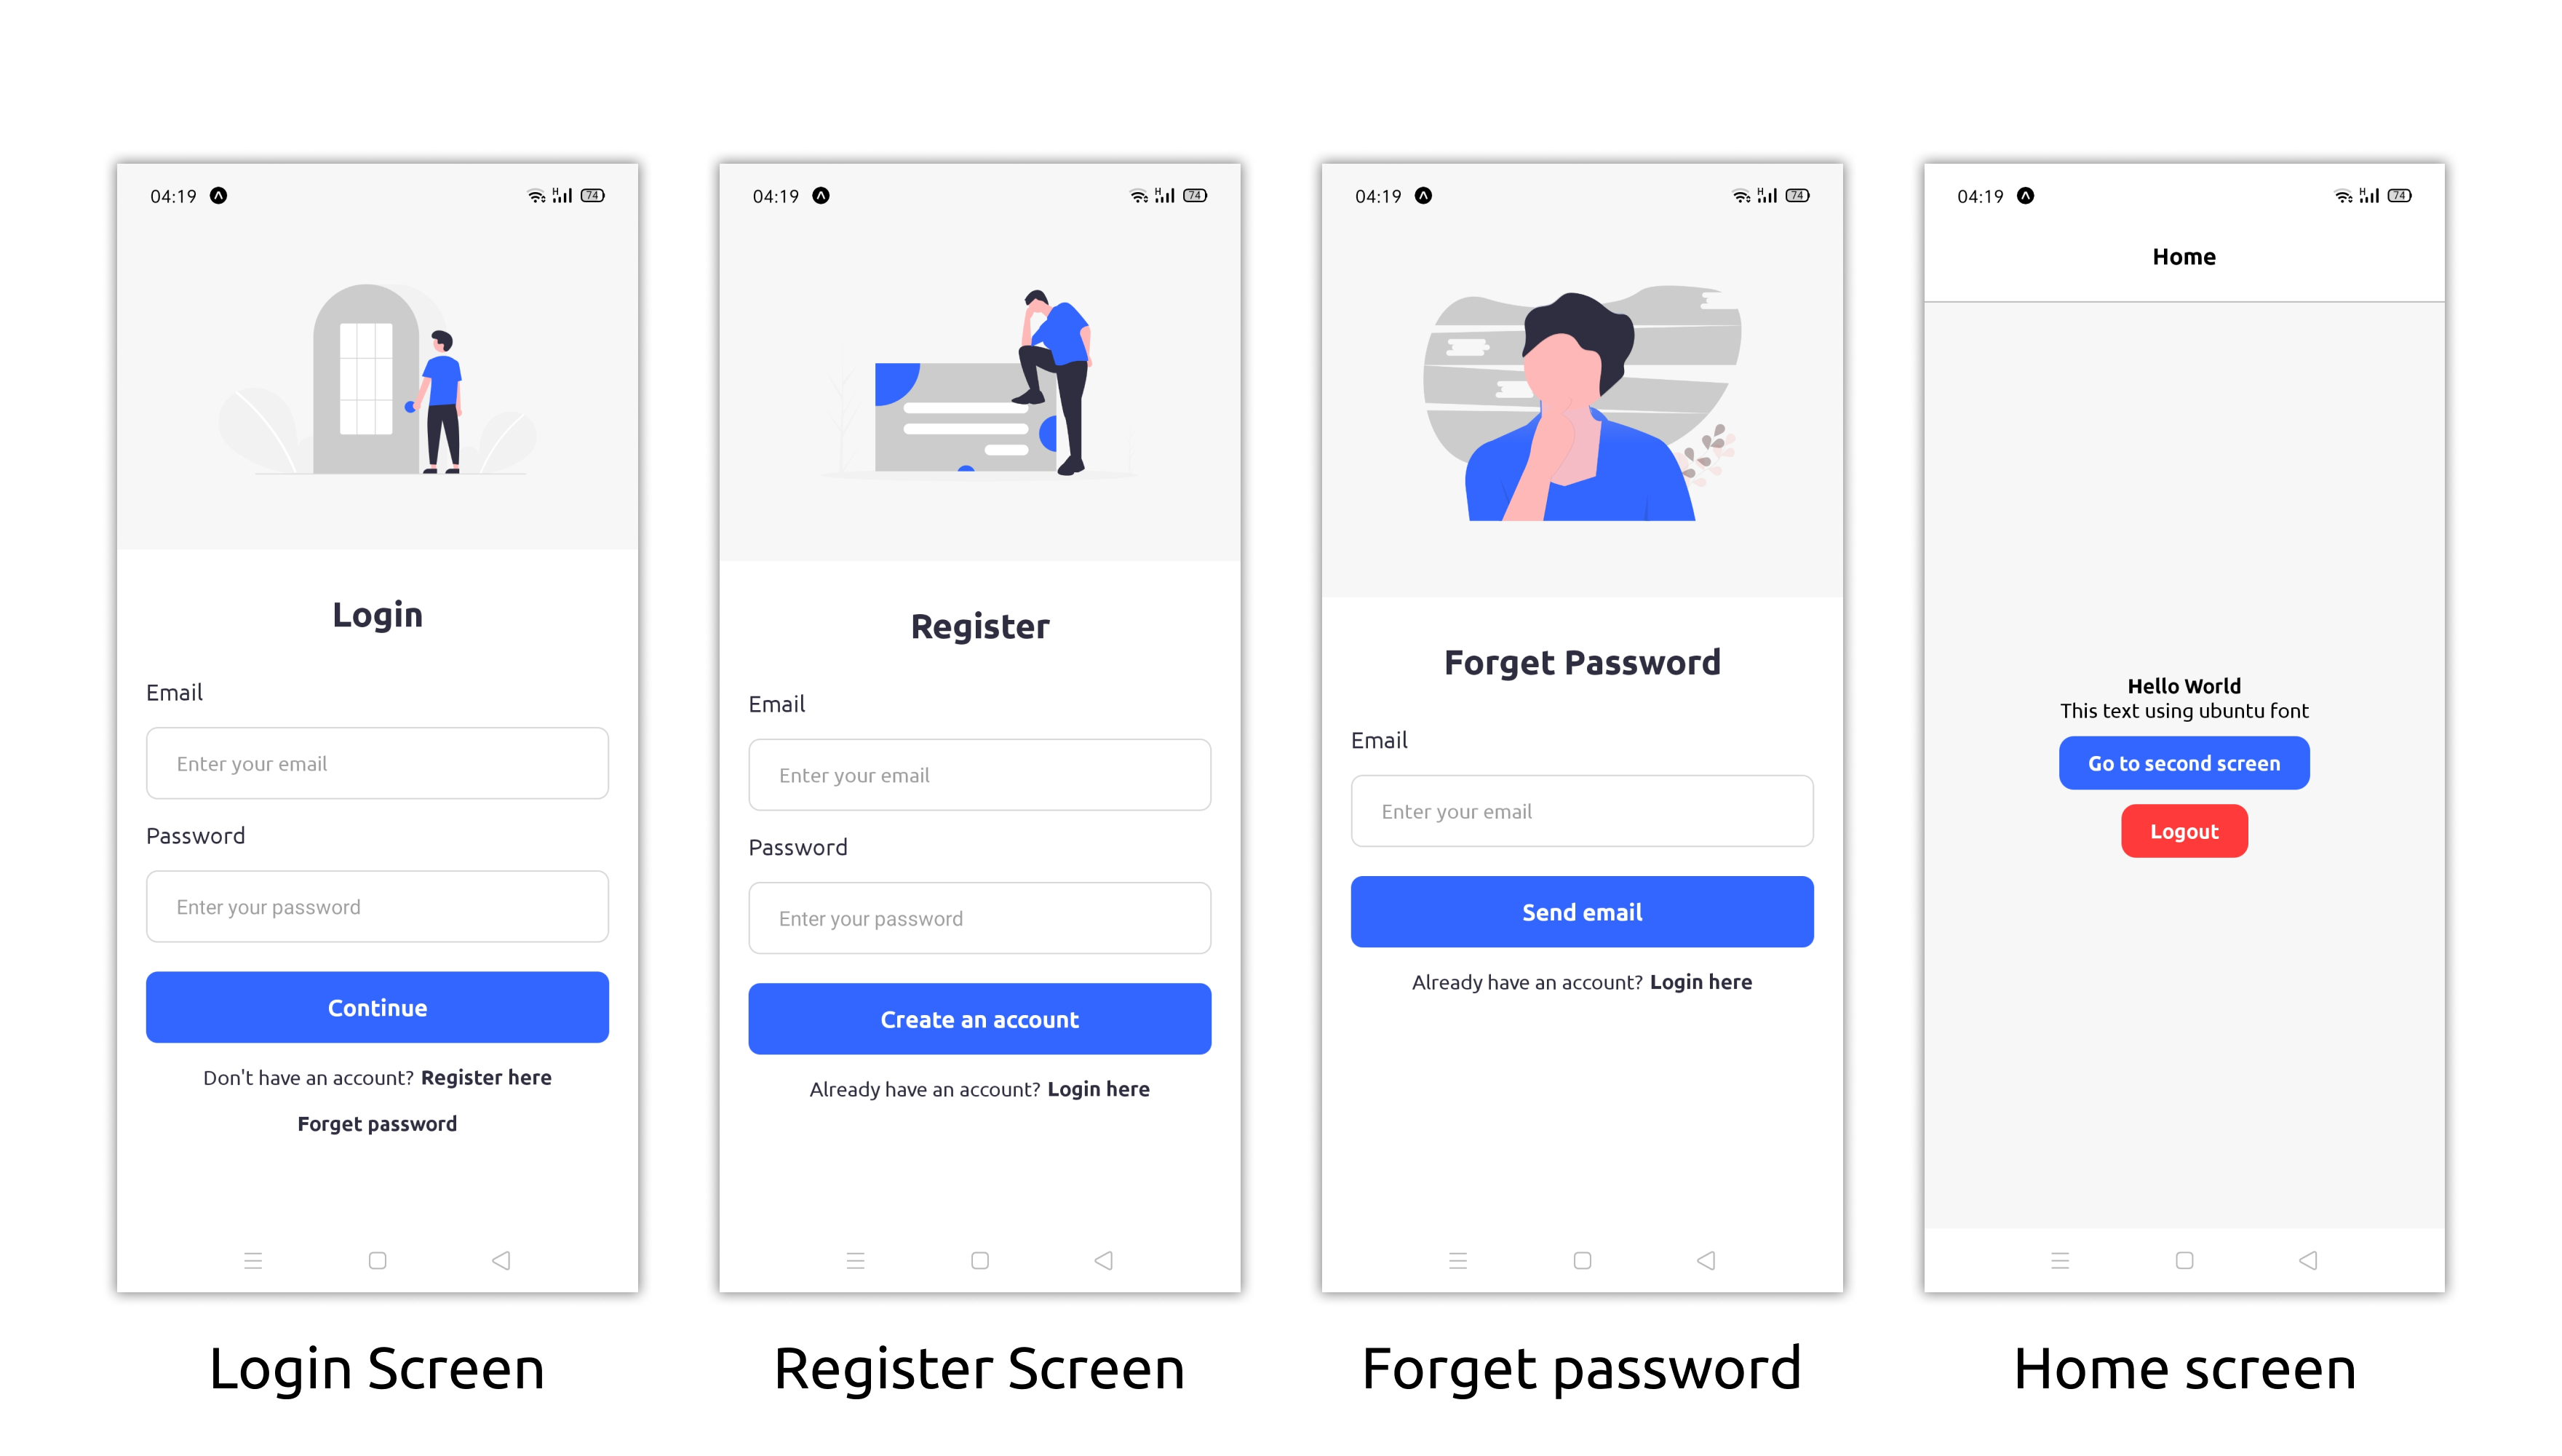 04:19
H
74
Login
Email
Enter your email
Password
Enter your password
Continue
Don't have an account? Register here
Forget password
Login Screen
04:19
H
74
Register
Email
Enter your email
Password
Enter your password
Create an account
Already have an account? Login here
Register Screen
04:19
H
74
Forget Password
Email
Enter your email
Send email
Already have an account? Login here
Forget password
04:19
H
74
Home
Hello World
This text using ubuntu font
Go to second screen
Logout
Home screen